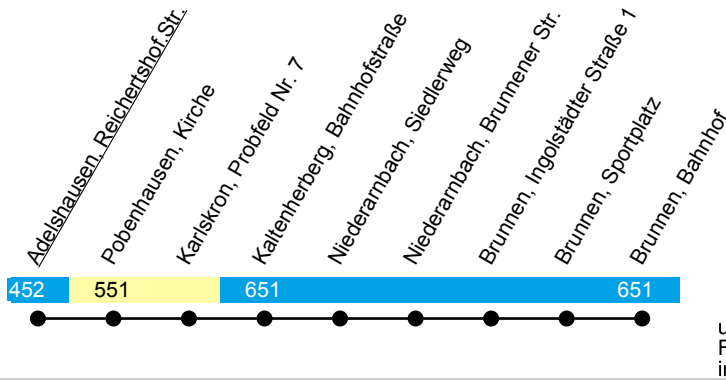 Adelshausen, Reichertshof.Str.
Pobenhausen, Kirche
Karlskron, Probfeld Nr. 7
Kaltenherberg, Bahnhofstraße
Niederarnbach, Siedlerweg
Niederarnbach, Brunnener Str.
Brunnen, Ingolstädter Straße 1
Brunnen, Sportplatz
Brunnen, Bahnhof
452 551 651 651